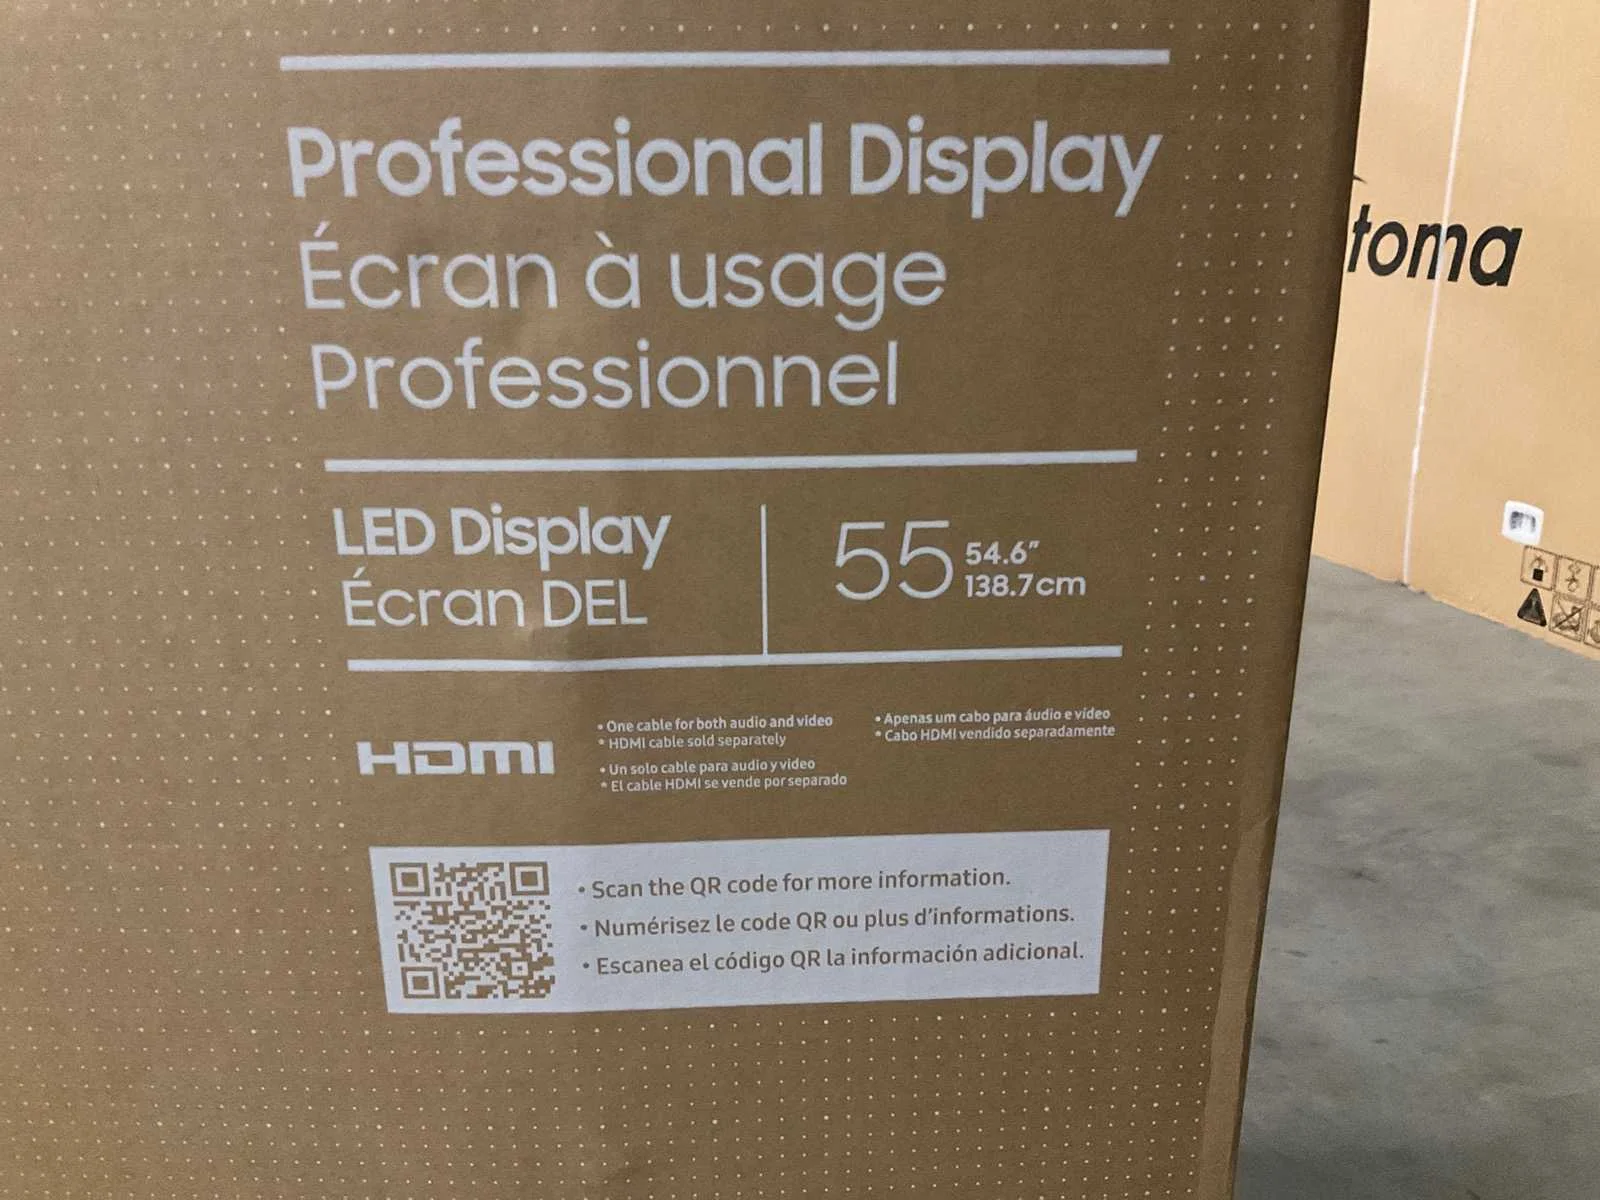 Professional Display
Écran à usage
Professionnel
LED Display
Écran DEL
55
54.6"
138.7cm
HDMI
• One cable for both audio and video
* HDMI cable sold separately
• Un solo cable para audio y video
* El cable HDMI se vende por separado
• Apenas um cabo para áudio e vídeo
* Cabo HDMI vendido separadamente
• Scan the QR code for more information.
• Numérisez le code QR ou plus d'informations.
• Escanea el código QR la información adicional.
toma